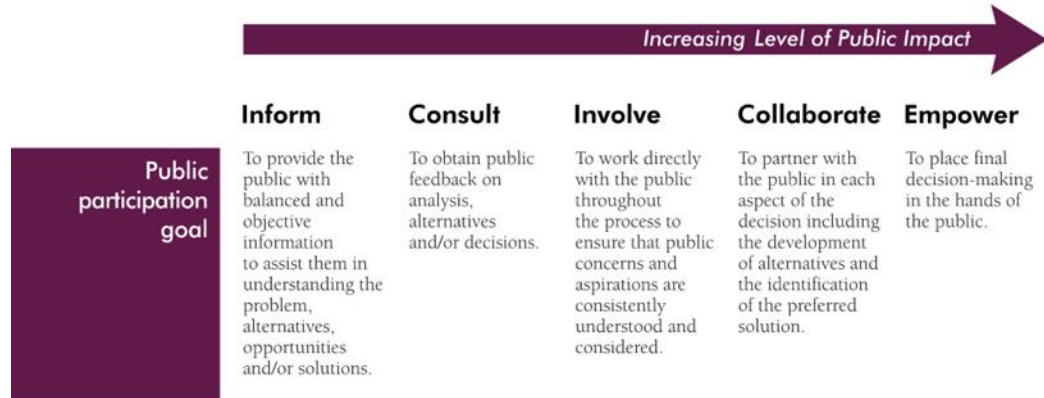 Increasing Level of Public Impact
Inform
Consult
Involve
Collaborate
Empower
Public
participation
goal
To provide the
public with
balanced and
objective
information
to assist them in
understanding the
problem,
alternatives,
opportunities
and/or solutions.
To obtain public
feedback on
analysis,
alternatives
and/or decisions.
To work directly
with the public
throughout
the process to
ensure that public
concerns and
aspirations are
consistently
understood and
considered.
To partner with
the public in each
aspect of the
decision including
the development
of alternatives and
the identification
of the preferred
solution.
To place final
decision-making
in the hands of
the public.